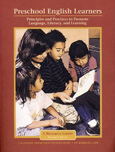 Preschool English Learners
Principles and Practices to Promote
Language, Literacy, and Learning
A Resource Guide